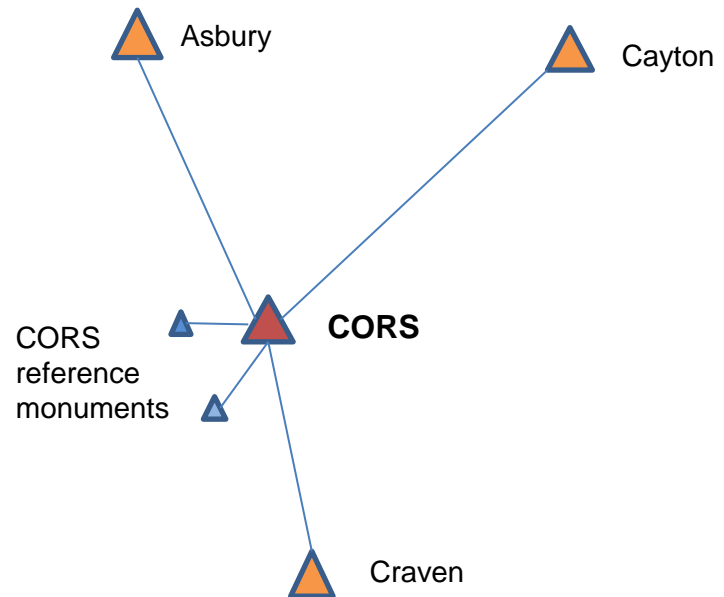 Asbury
Cayton
CORS
CORS
reference
monuments
Craven